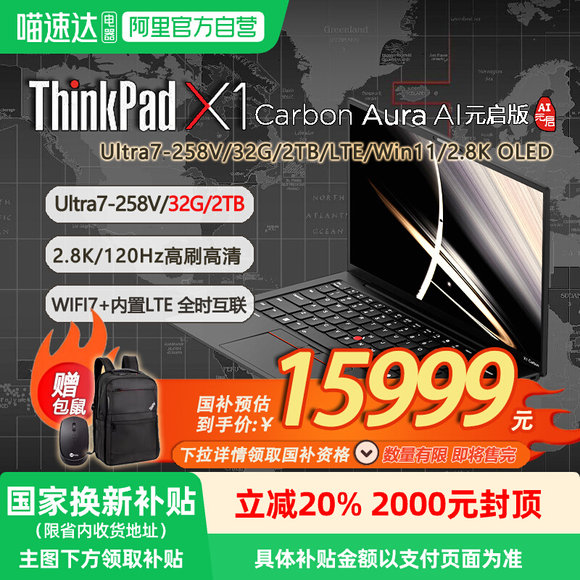 喵速达 电器 阿里官方自营
ThinkPad X1 Carbon Aura AI元启版 AI元启
Ultra7-258V/32G/2TB/LTE/Win11/2.8K OLED
Ultra7-258V/32G/2TB
2.8K/120Hz高刷高清
WIFI7+内置LTE 全时互联
赠
包鼠
国补预估
到手价:¥
15999元
下拉详情领取国补资格
数量有限 即将售完
国家换新补贴
(限省内收货地址)
主图下方领取补贴
立减20% 2000元封顶
具体补贴金额以支付页面为准